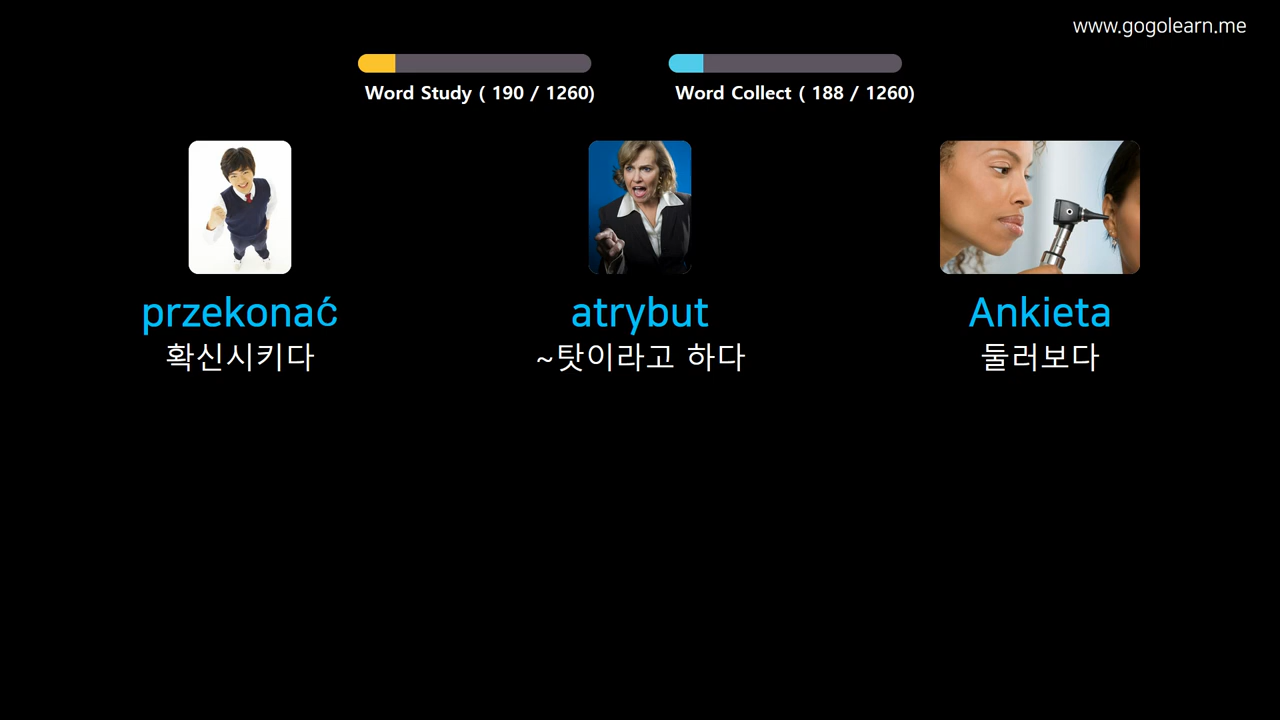 www.gogolearn.me
Word Study ( 190 / 1260)
Word Collect ( 188 / 1260)
przekonać
atrybut
Ankieta
확신시키다
~탓이라고 하다
둘러보다